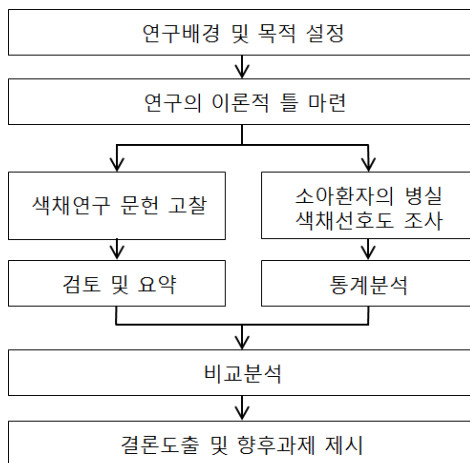 연구배경 및 목적 설정
연구의 이론적 틀 마련
색채연구 문헌 고찰
소아환자의 병실
색채선호도 조사
검토 및 요약
통계분석
비교분석
결론도출 및 향후과제 제시